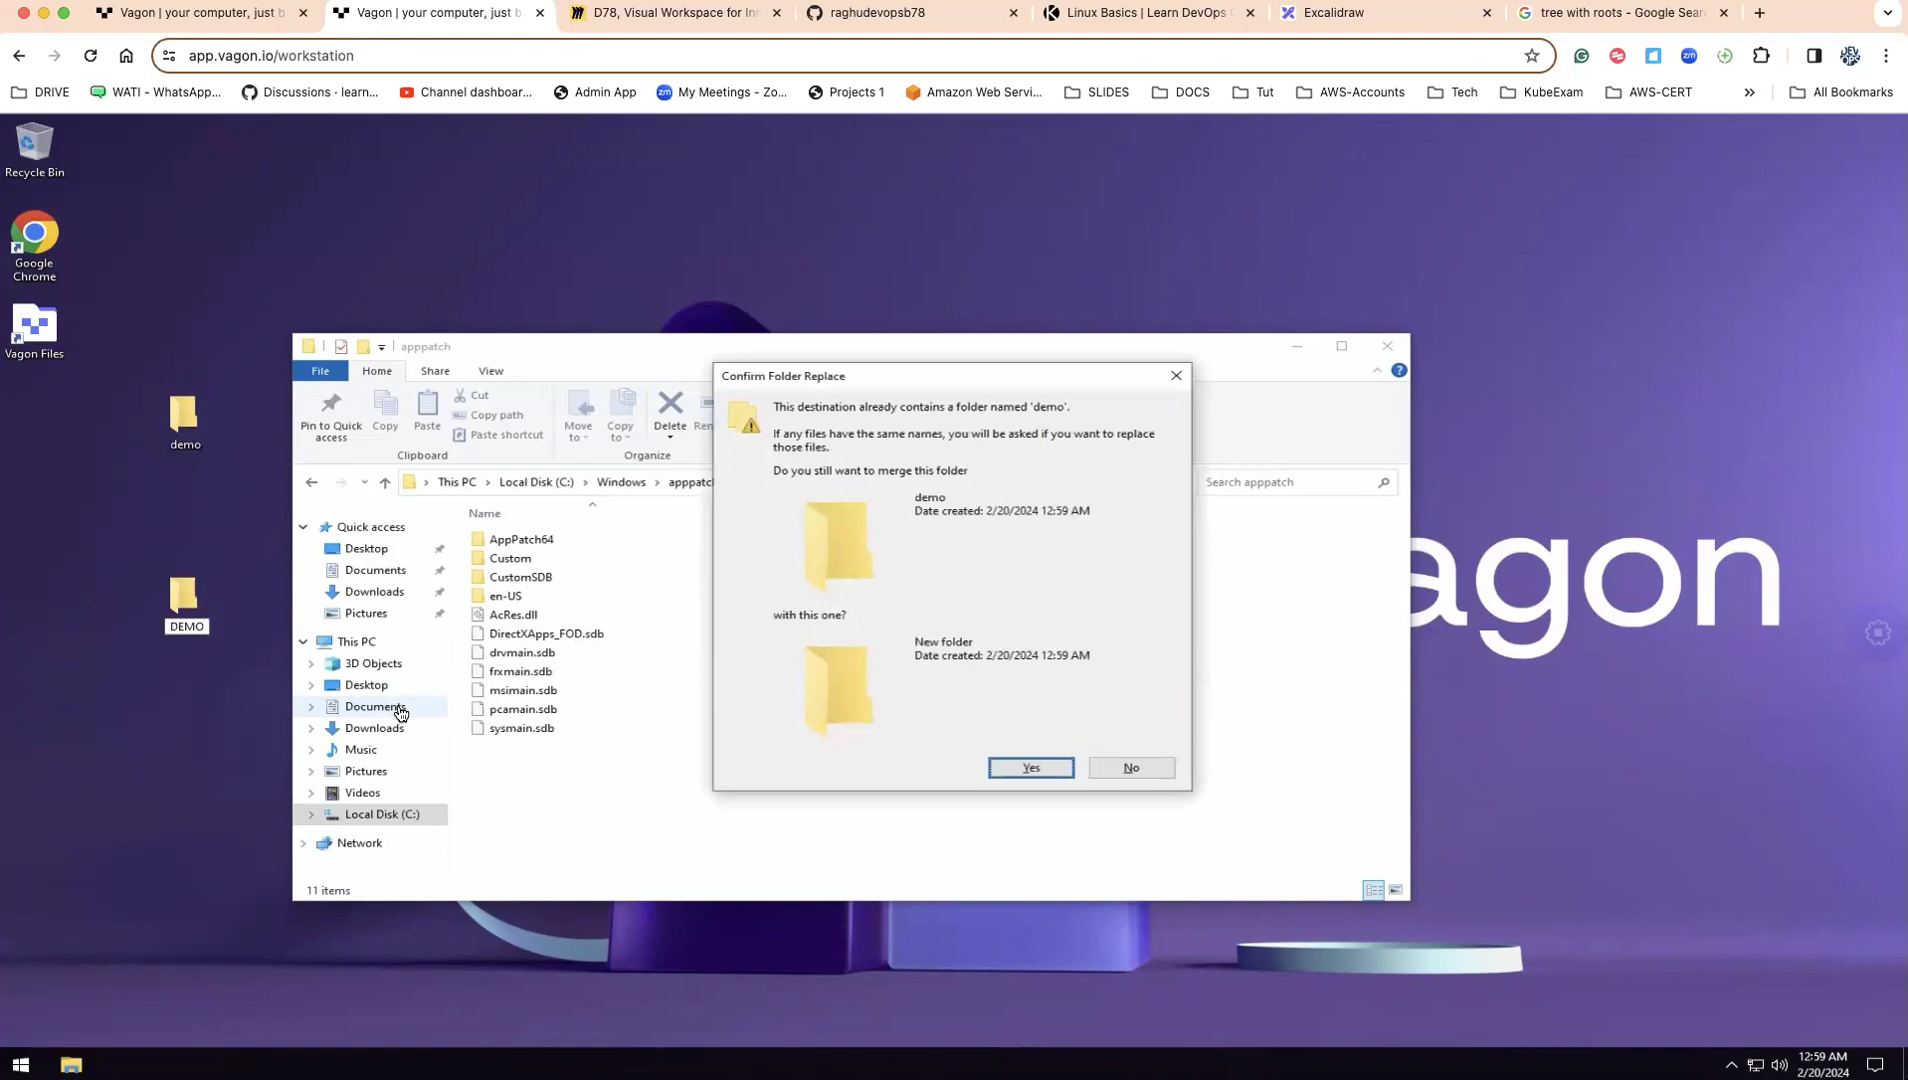 Vagon | your computer, just b
Vagon | your computer, just b
D78, Visual Workspace for Inn
raghudevopsb78
Linux Basics | Learn DevOps
Excalidraw
tree with roots - Google Sear
app.vagon.io/workstation
DRIVE
WATI - WhatsApp...
Discussions · learn...
Channel dashboar...
Admin App
My Meetings - Zo...
Projects 1
Amazon Web Servi...
SLIDES
DOCS
Tut
AWS-Accounts
Tech
KubeExam
AWS-CERT
»
All Bookmarks
Recycle Bin
Google
Chrome
Vagon Files
demo
DEMO
apppatch
File
Home
Share
View
Pin to Quick
access
Copy
Paste
Cut
Copy path
Paste shortcut
Clipboard
Move
to
Copy
to
Delete
Ren
Organize
This PC
Local Disk (C:)
Windows
apppatch
Search apppatch
Quick access
Desktop
Documents
Downloads
Pictures
This PC
3D Objects
Desktop
Documents
Downloads
Music
Pictures
Videos
Local Disk (C:)
Network
11 items
Name
AppPatch64
Custom
CustomSDB
en-US
AcRes.dll
DirectXApps_FOD.sdb
drvmain.sdb
frxmain.sdb
msimain.sdb
pcamain.sdb
sysmain.sdb
Confirm Folder Replace
This destination already contains a folder named 'demo'.
If any files have the same names, you will be asked if you want to replace
those files.
Do you still want to merge this folder
demo
Date created: 2/20/2024 12:59 AM
with this one?
New folder
Date created: 2/20/2024 12:59 AM
Yes
No
agon
12:59 AM
2/20/2024